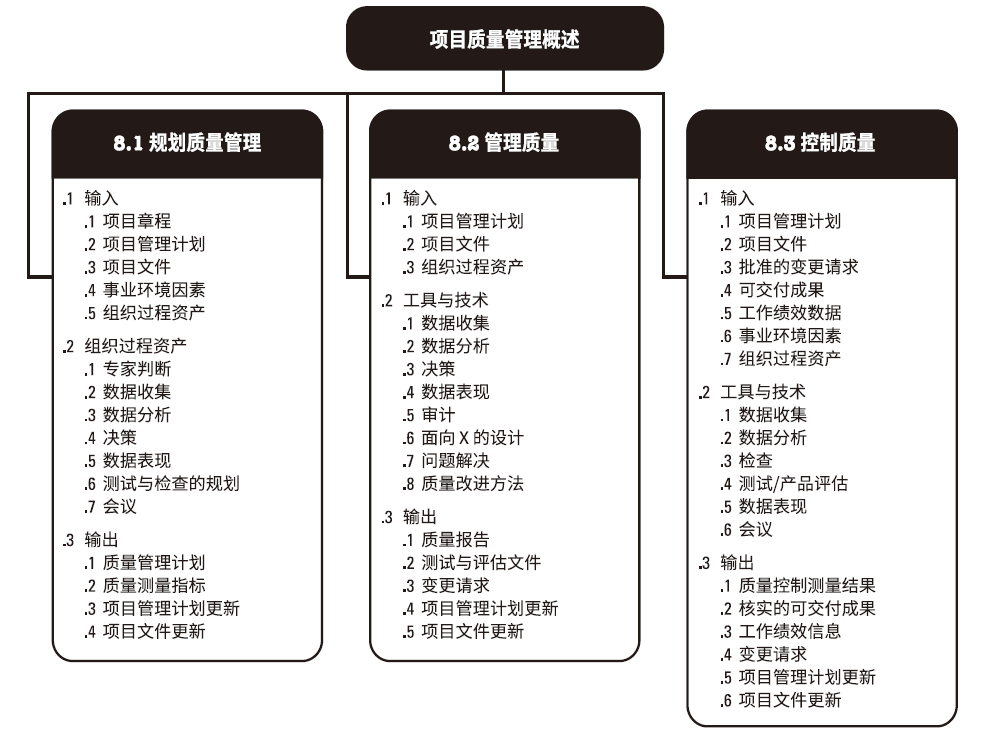 项目质量管理概述
8.1 规划质量管理
.1 输入
.1 项目章程
.2 项目管理计划
.3 项目文件
.4 事业环境因素
.5 组织过程资产
.2 组织过程资产
.1 专家判断
.2 数据收集
.3 数据分析
.4 决策
.5 数据表现
.6 测试与检查的规划
.7 会议
.3 输出
.1 质量管理计划
.2 质量测量指标
.3 项目管理计划更新
.4 项目文件更新
8.2 管理质量
.1 输入
.1 项目管理计划
.2 项目文件
.3 组织过程资产
.2 工具与技术
.1 数据收集
.2 数据分析
.3 决策
.4 数据表现
.5 审计
.6 面向 X 的设计
.7 问题解决
.8 质量改进方法
.3 输出
.1 质量报告
.2 测试与评估文件
.3 变更请求
.4 项目管理计划更新
.5 项目文件更新
8.3 控制质量
.1 输入
.1 项目管理计划
.2 项目文件
.3 批准的变更请求
.4 可交付成果
.5 工作绩效数据
.6 事业环境因素
.7 组织过程资产
.2 工具与技术
.1 数据收集
.2 数据分析
.3 检查
.4 测试/产品评估
.5 数据表现
.6 会议
.3 输出
.1 质量控制测量结果
.2 核实的可交付成果
.3 工作绩效信息
.4 变更请求
.5 项目管理计划更新
.6 项目文件更新